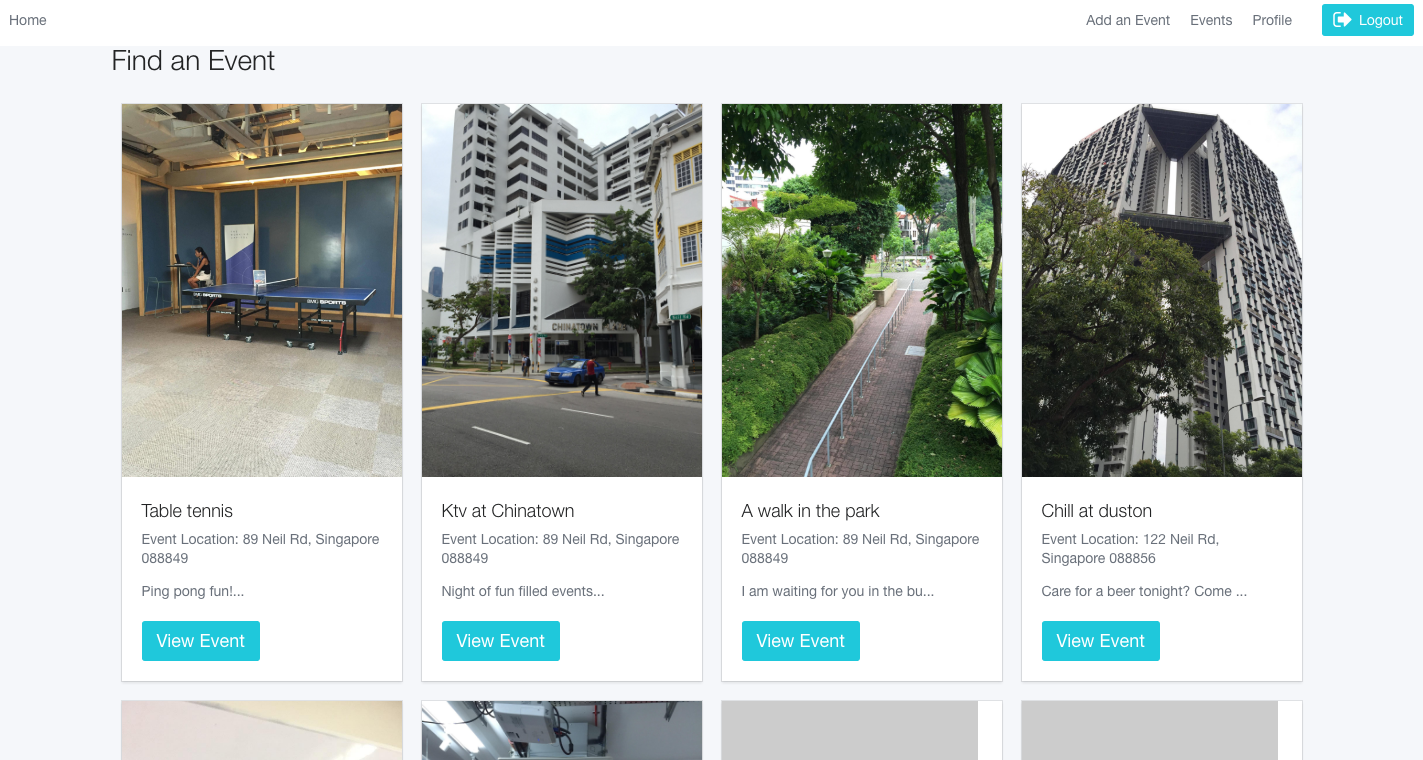 Home
Add an Event
Events
Profile
Logout
Find an Event
EVO SPORTS
EVO SPORTS
CHINATOWN
Table tennis
Event Location: 89 Neil Rd, Singapore
088849
Ping pong fun!...
View Event
Ktv at Chinatown
Event Location: 89 Neil Rd, Singapore
088849
Night of fun filled events...
View Event
A walk in the park
Event Location: 89 Neil Rd, Singapore
088849
I am waiting for you in the bu...
View Event
Chill at duston
Event Location: 122 Neil Rd,
Singapore 088856
Care for a beer tonight? Come ...
View Event